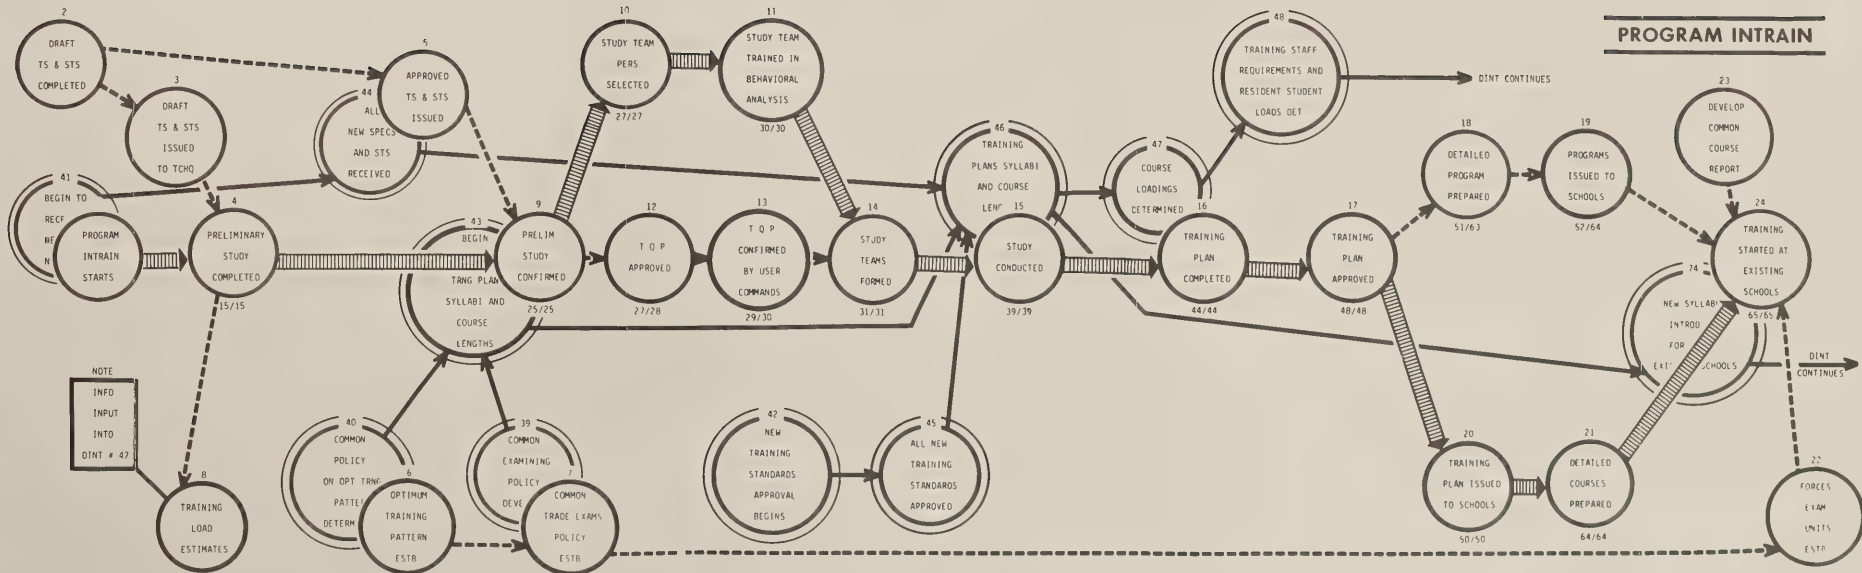 PROGRAM INTRAIN
2
DRAFT
TS & STS
COMPLETED
3
DRAFT
TS & STS
ISSUED
TO TCHQ
5
APPROVED
TS & STS
ISSUED
44
ALL
NEW SPECS
AND STS
RECEIVED
41
BEGIN TO
PROGRAM
INTRAIN
STARTS
4
PRELIMINARY
STUDY
COMPLETED
15/15
43
BEGIN
TRNG PLAN
SYLLABI AND
COURSE
LENGTHS
9
PRELIM
STUDY
CONFIRMED
25/25
10
STUDY TEAM
PERS
SELECTED
27/27
11
STUDY TEAM
TRAINED IN
BEHAVIORAL
ANALYSIS
30/30
12
T Q P
APPROVED
27/28
13
T Q P
CONFIRMED
BY USER
COMMANDS
29/30
14
STUDY
TEAMS
FORMED
31/31
46
TRAINING
PLANS SYLLABI
AND COURSE
15
STUDY
CONDUCTED
39/39
47
COURSE
LOADINGS
DETERMINED
48
TRAINING STAFF
REQUIREMENTS AND
RESIDENT STUDENT
LOADS DET
DINT CONTINUES
16
TRAINING
PLAN
COMPLETED
44/44
17
TRAINING
PLAN
APPROVED
48/48
18
DETAILED
PROGRAM
PREPARED
51/63
19
PROGRAMS
ISSUED TO
SCHOOLS
52/64
23
DEVELOP
COMMON
COURSE
REPORT
24
TRAINING
STARTED AT
EXISTING
SCHOOLS
65/65
74
NEW SYLLABI
INTROD
FOR
SCHOOLS
DINT
CONTINUES
NOTE
INFO
INPUT
INTO
DINT # 47
8
TRAINING
LOAD
ESTIMATES
40
COMMON
POLICY
ON OPT TRNG
6
OPTIMUM
TRAINING
PATTERN
ESTB
39
COMMON
EXAMINING
POLICY
7
COMMON
TRADE EXAMS
POLICY
ESTB
42
NEW
TRAINING
STANDARDS
APPROVAL
BEGINS
45
ALL NEW
TRAINING
STANDARDS
APPROVED
20
TRAINING
PLAN ISSUED
TO SCHOOLS
50/50
21
DETAILED
COURSES
PREPARED
64/64
22
FORCES
EXAM
UNITS
ESTB